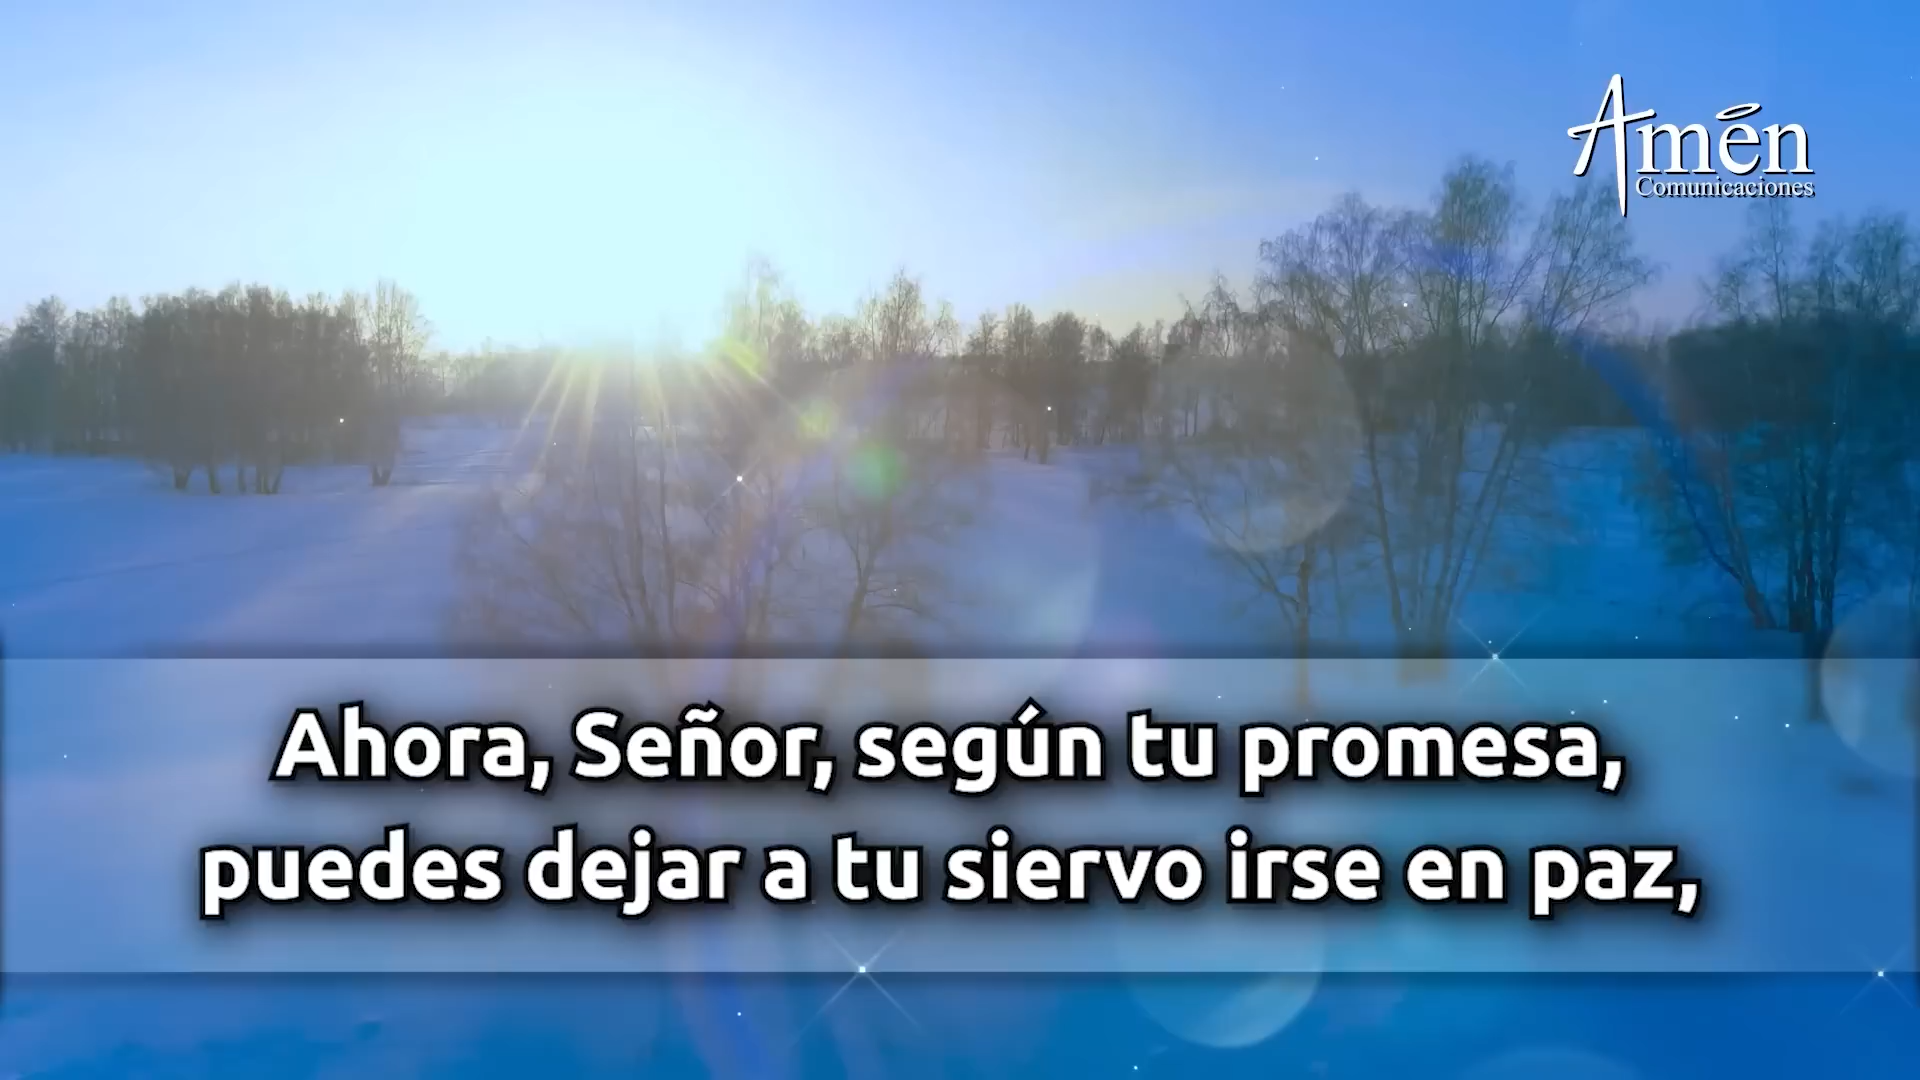 Amén
Comunicaciones
Ahora, Señor, según tu promesa,
puedes dejar a tu siervo irse en paz,